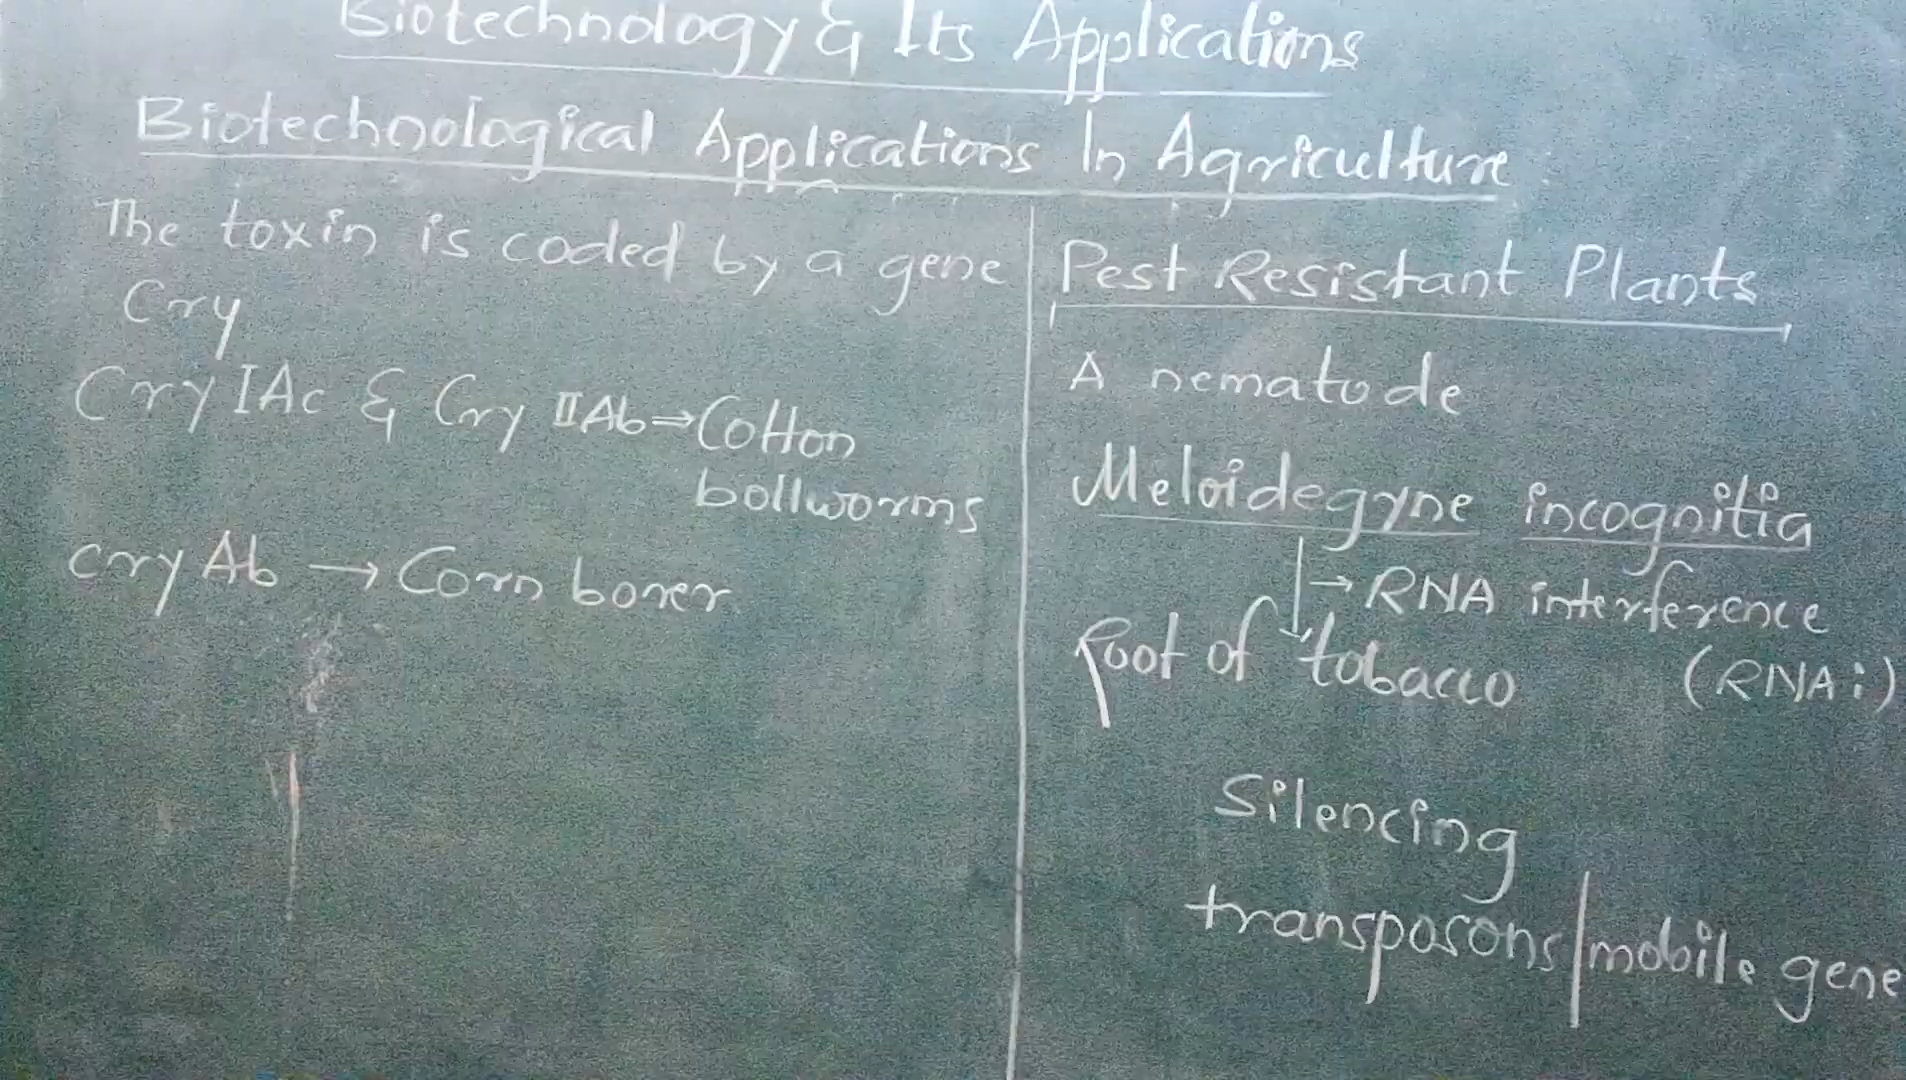 Biotechnology & Its Applications
Biotechnological Applications In Agriculture
The toxin is coded by a gene
Cry
Cry IAc & Cry IIAb ⇒ Cotton
bollworms
cry Ab → Corn borer
Pest Resistant Plants
A nematode
Meloidegyne incognitia
→ RNA interference
(RNAi)
Root of tobacco
Silencing
transposons/mobile gene